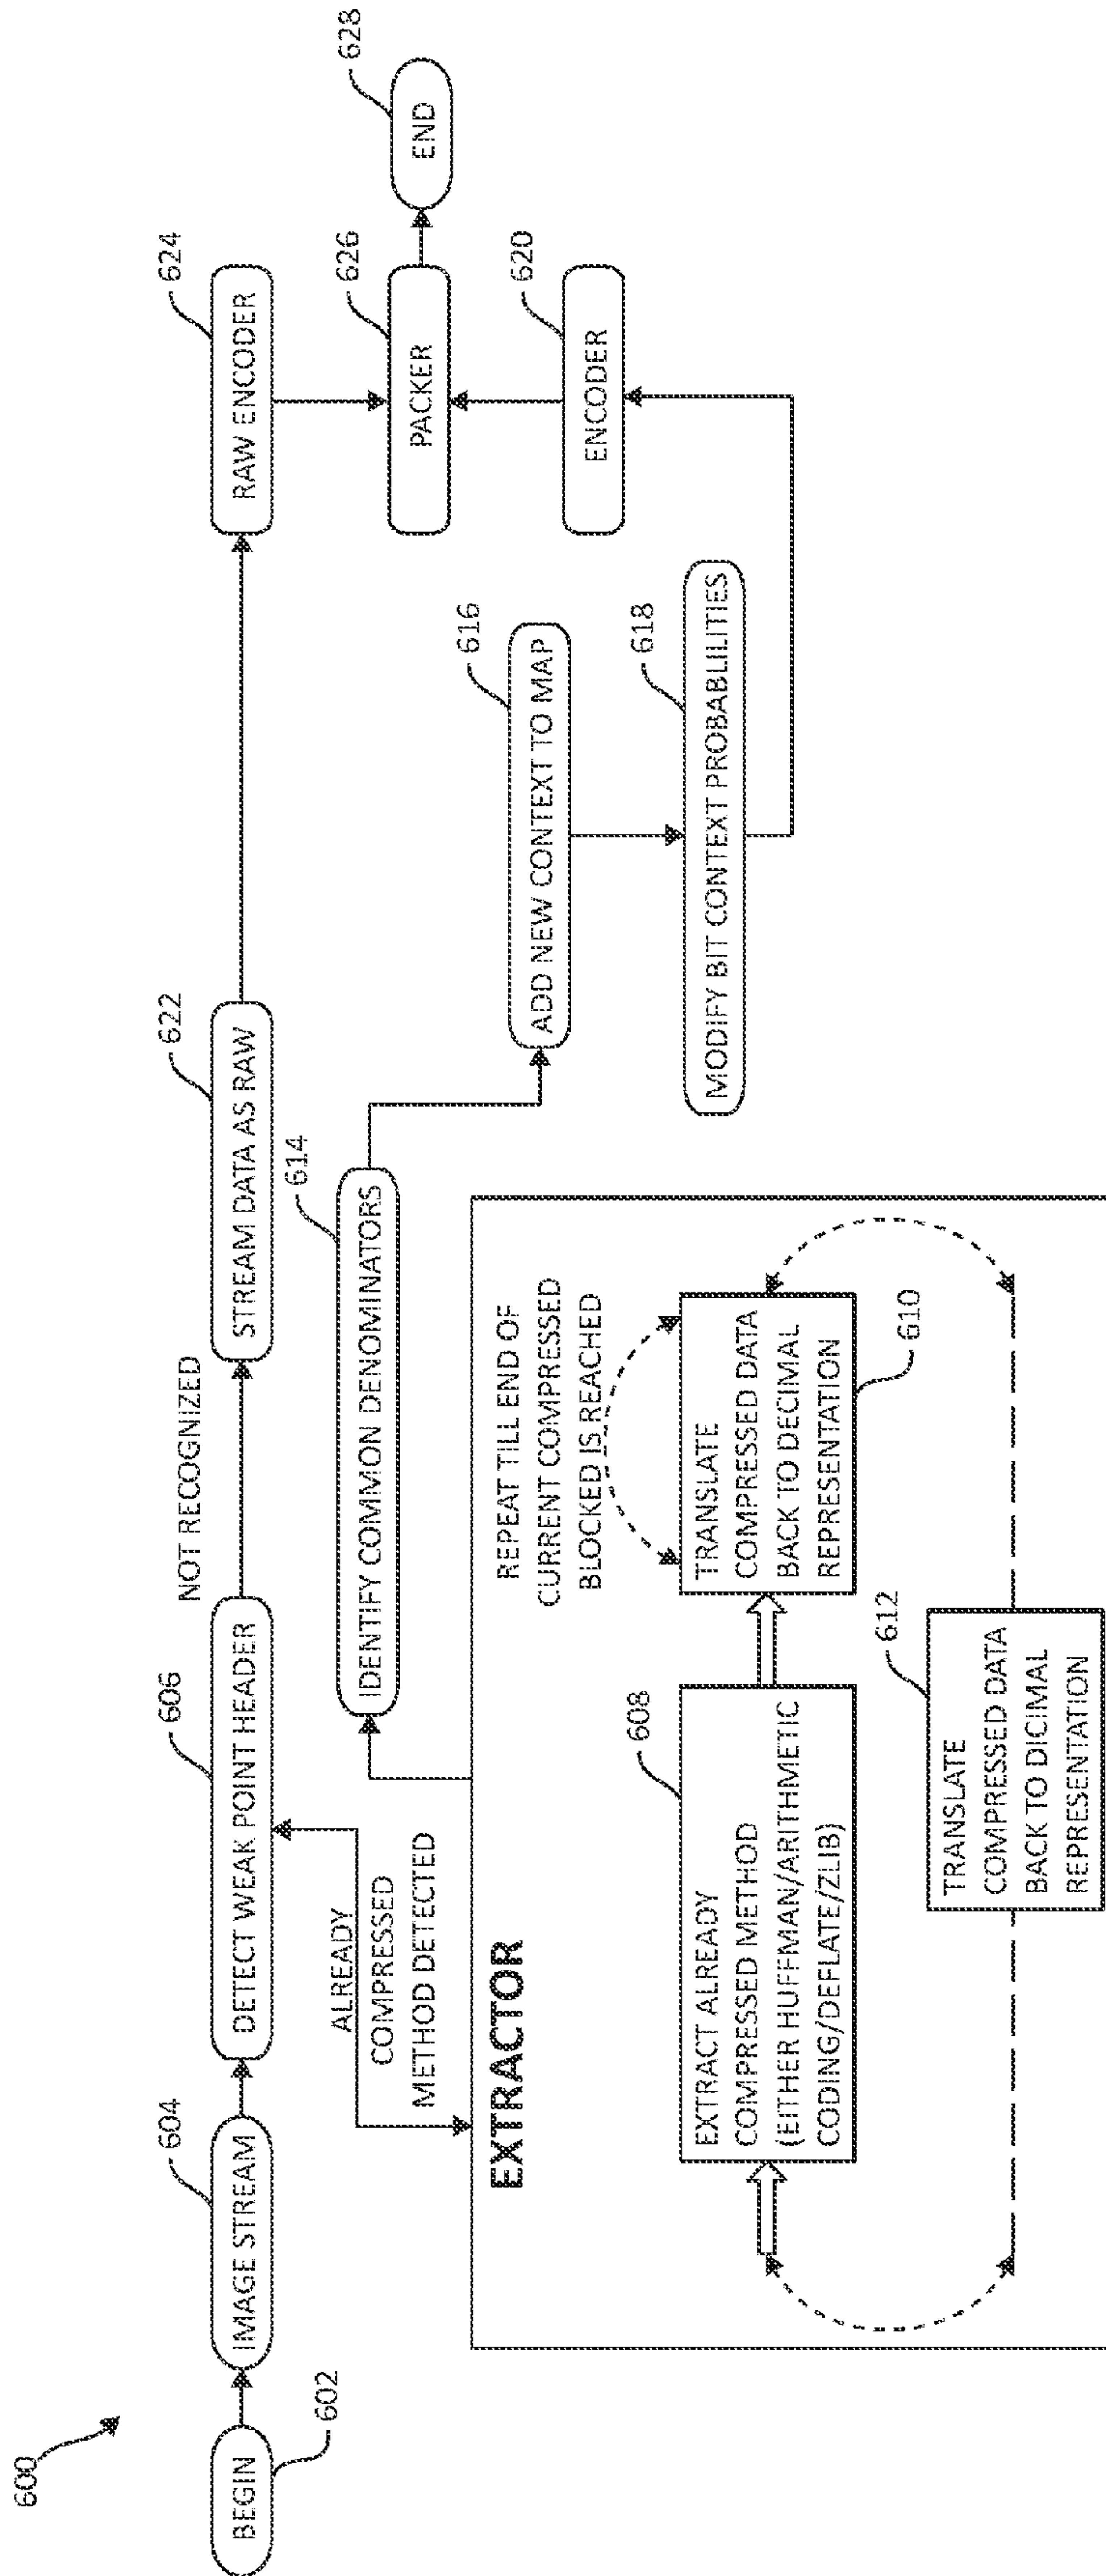 600
BEGIN
602
IMAGE STREAM
604
DETECT WEAK POINT HEADER
606
NOT RECOGNIZED
STREAM DATA AS RAW
622
RAW ENCODER
624
PACKER
626
END
628
ENCODER
620
ALREADY
COMPRESSED
METHOD DETECTED
IDENTIFY COMMON DENOMINATORS
614
ADD NEW CONTEXT TO MAP
616
MODIFY BIT CONTEXT PROBABLILITIES
618
EXTRACTOR
EXTRACT ALREADY
COMPRESSED METHOD
(EITHER HUFFMAN/ARITHMETIC
CODING/DEFLATE/ZLIB)
608
REPEAT TILL END OF
CURRENT COMPRESSED
BLOCKED IS REACHED
TRANSLATE
COMPRESSED DATA
BACK TO DECIMAL
REPRESENTATION
610
TRANSLATE
COMPRESSED DATA
BACK TO DICIMAL
REPRESENTATION
612